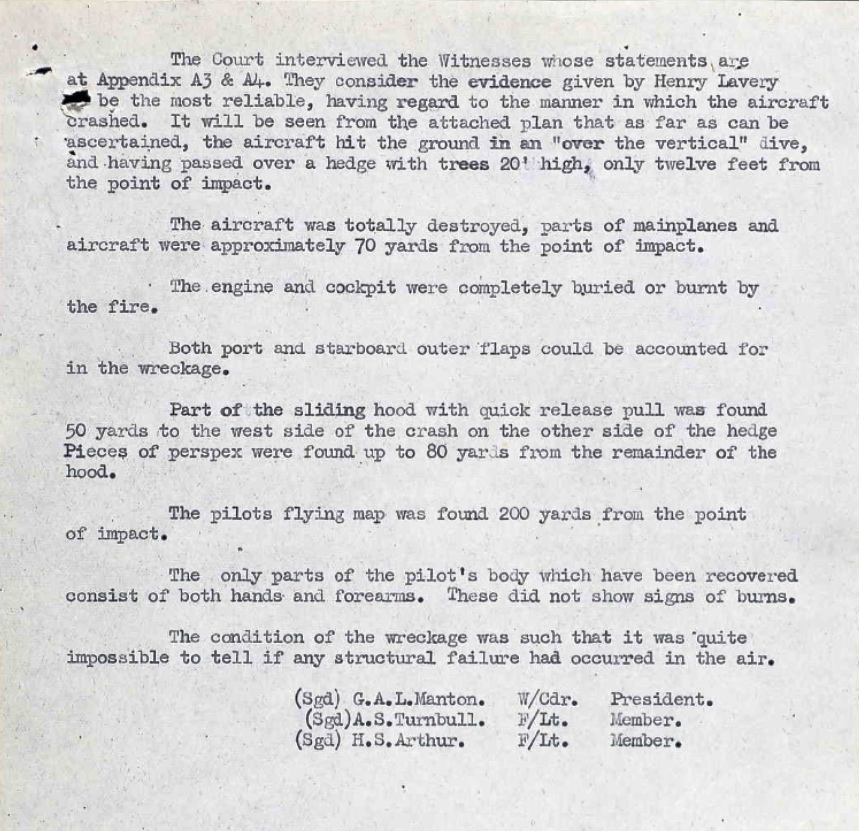 The Court interviewed the Witnesses whose statements are
at Appendix A3 & A4. They consider the evidence given by Henry Lavery
be the most reliable, having regard to the manner in which the aircraft
crashed. It will be seen from the attached plan that as far as can be
ascertained, the aircraft hit the ground in an "over the vertical" dive,
and having passed over a hedge with trees 20' high, only twelve feet from
the point of impact.
The aircraft was totally destroyed, parts of mainplanes and
aircraft were approximately 70 yards from the point of impact.
The engine and cockpit were completely buried or burnt by
the fire.
Both port and starboard outer flaps could be accounted for
in the wreckage.
Part of the sliding hood with quick release pull was found
50 yards to the west side of the crash on the other side of the hedge
Pieces of perspex were found up to 80 yards from the remainder of the
hood.
The pilots flying map was found 200 yards from the point
of impact.
The only parts of the pilot's body which have been recovered
consist of both hands and forearms. These did not show signs of burns.
The condition of the wreckage was such that it was quite
impossible to tell if any structural failure had occurred in the air.
(Sgd) G.A.L.Manton. W/Cdr. President.
(Sgd)A.S.Turnbull. F/Lt. Member.
(Sgd) H.S.Arthur. F/Lt. Member.